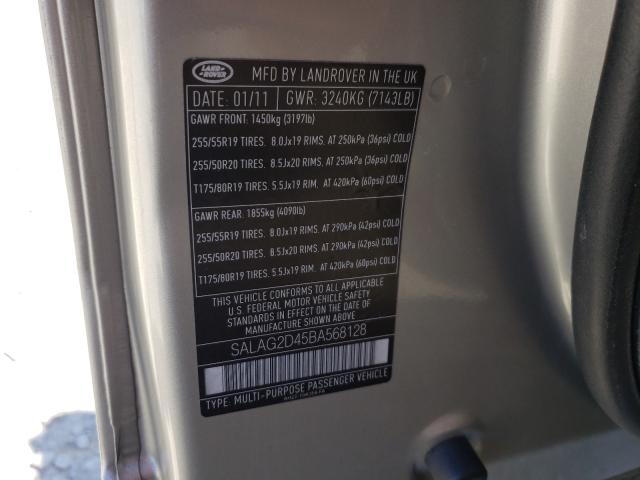 LAND-ROVER
MFD BY LANDROVER IN THE UK
DATE: 01/11 GWR: 3240KG (7143LB)
GAWR FRONT: 1450kg (3197lb)
255/55R19 TIRES. 8.0Jx19 RIMS, AT 250kPa (36psi) COLD
255/50R20 TIRES. 8.5Jx20 RIMS, AT 250kPa (36psi) COLD
T175/80R19 TIRES. 5.5Jx19 RIM. AT 420kPa (60psi) COLD
GAWR REAR. 1855kg (4090lb)
255/55R19 TIRES. 8.0Jx19 RIMS. AT 290kPa (42psi) COLD
255/50R20 TIRES. 8.5Jx20 RIMS, AT 290kPa (42psi) COLD
T175/80R19 TIRES. 5.5Jx19 RIM. AT 420kPa (60psi) COLD
THIS VEHICLE CONFORMS TO ALL APPLICABLE
U.S. FEDERAL MOTOR VEHICLE SAFETY
STANDARDS IN EFFECT ON THE DATE OF
MANUFACTURE SHOWN ABOVE
SALAG2D45BA568128
TYPE: MULTI-PURPOSE PASSENGER VEHICLE